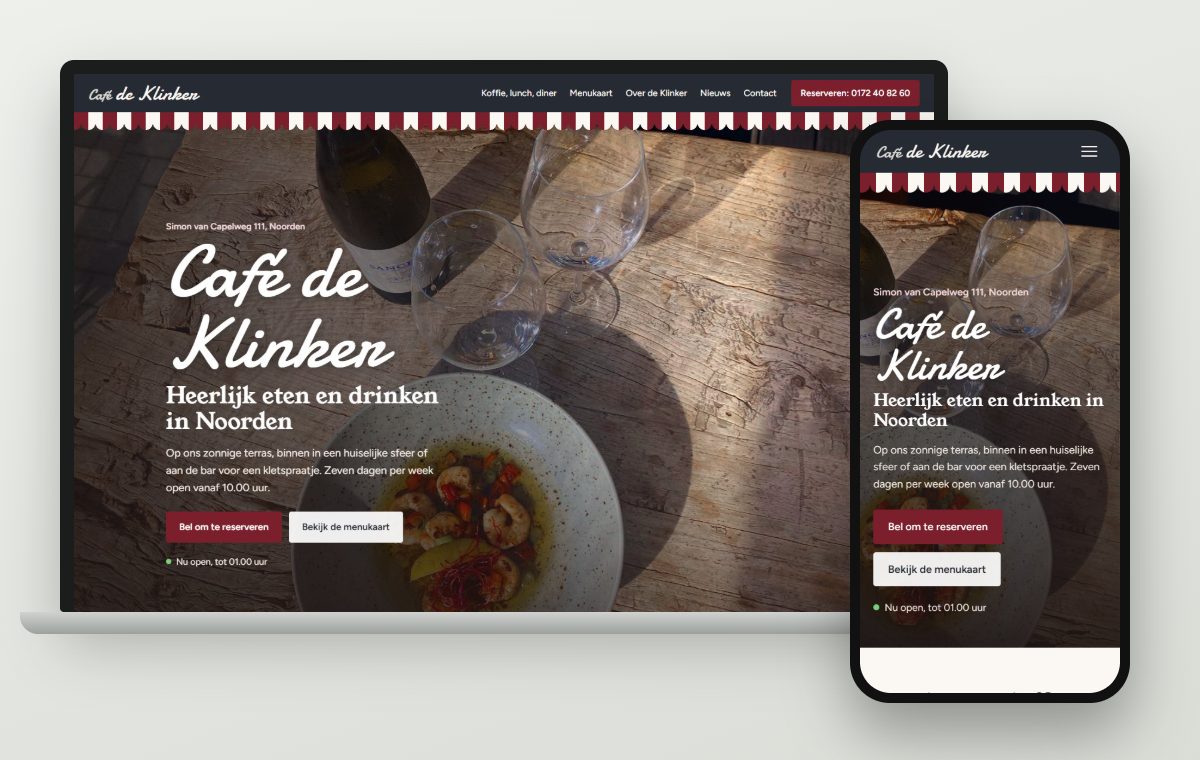 Café de Klinker
Koffie, lunch, diner
Menukaart
Over de Klinker
Nieuws
Contact
Reserveren: 0172 40 82 60
Simon van Capelweg 111, Noorden
Café de
Klinker
Heerlijk eten en drinken
in Noorden
Op ons zonnige terras, binnen in een huiselijke sfeer of
aan de bar voor een kletspraatje. Zeven dagen per week
open vanaf 10.00 uur.
Bel om te reserveren
Bekijk de menukaart
Nu open, tot 01.00 uur
Café de Klinker
Simon van Capelweg 111, Noorden
Café de
Klinker
Heerlijk eten en drinken in
Noorden
Op ons zonnige terras, binnen in een huiselijke
sfeer of aan de bar voor een kletspraatje. Zeven
dagen per week open vanaf 10.00 uur.
Bel om te reserveren
Bekijk de menukaart
Nu open, tot 01.00 uur